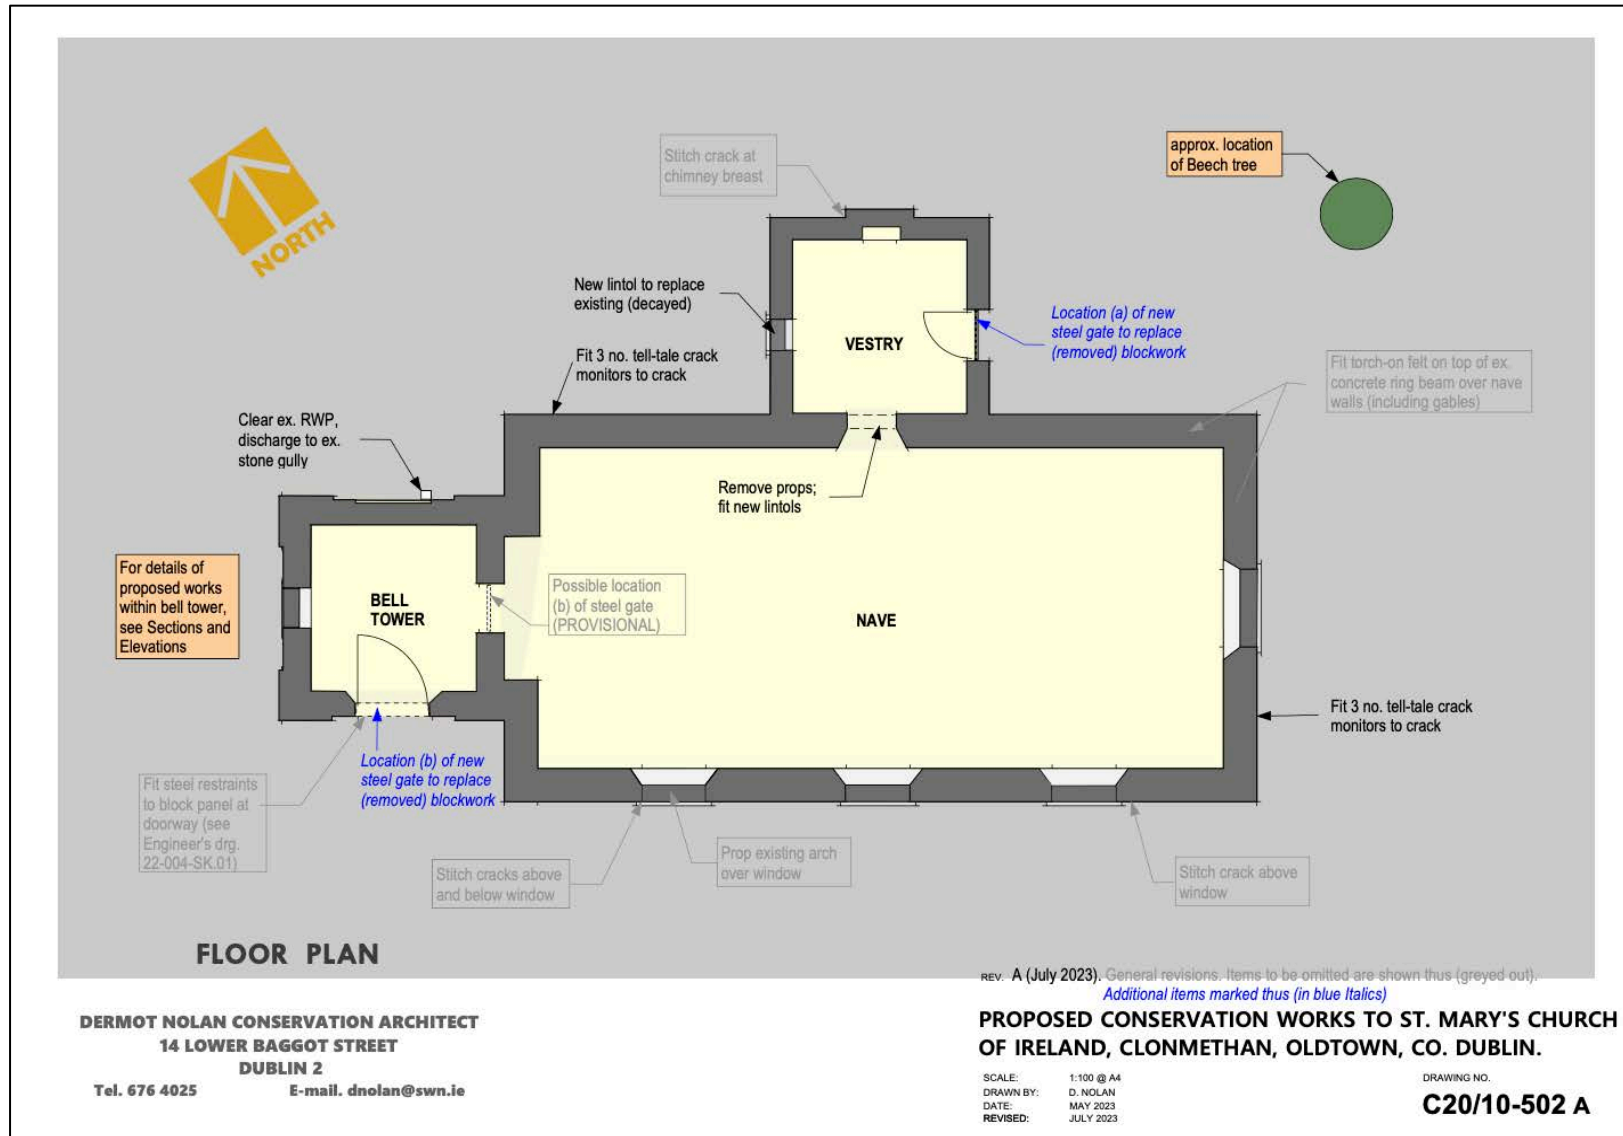 Stitch crack at
chimney breast
approx. location
of Beech tree
NORTH
New lintol to replace
existing (decayed)
VESTRY
Location (a) of new
steel gate to replace
(removed) blockwork
Fit 3 no. tell-tale crack
monitors to crack
Fit torch-on felt on top of ex.
concrete ring beam over nave
walls (including gables)
Clear ex. RWP,
discharge to ex.
stone gully
Remove props;
fit new lintols
For details of
proposed works
within bell tower,
see Sections and
Elevations
BELL
TOWER
Possible location
(b) of steel gate
(PROVISIONAL)
NAVE
Fit 3 no. tell-tale crack
monitors to crack
Location (b) of new
steel gate to replace
(removed) blockwork
Fit steel restraints
to block panel at
doorway (see
Engineer's drg.
22-004-SK.01)
Stitch cracks above
and below window
Prop existing arch
over window
Stitch crack above
window
FLOOR PLAN
REV. A (July 2023). General revisions. Items to be omitted are shown thus (greyed out).
Additional items marked thus (in blue Italics)
DERMOT NOLAN CONSERVATION ARCHITECT
14 LOWER BAGGOT STREET
DUBLIN 2
Tel. 676 4025 E-mail. dnolan@swn.ie
PROPOSED CONSERVATION WORKS TO ST. MARY'S CHURCH
OF IRELAND, CLONMETHAN, OLDTOWN, CO. DUBLIN.
SCALE: 1:100 @ A4
DRAWN BY: D. NOLAN
DATE: MAY 2023
REVISED: JULY 2023
DRAWING NO.
C20/10-502 A